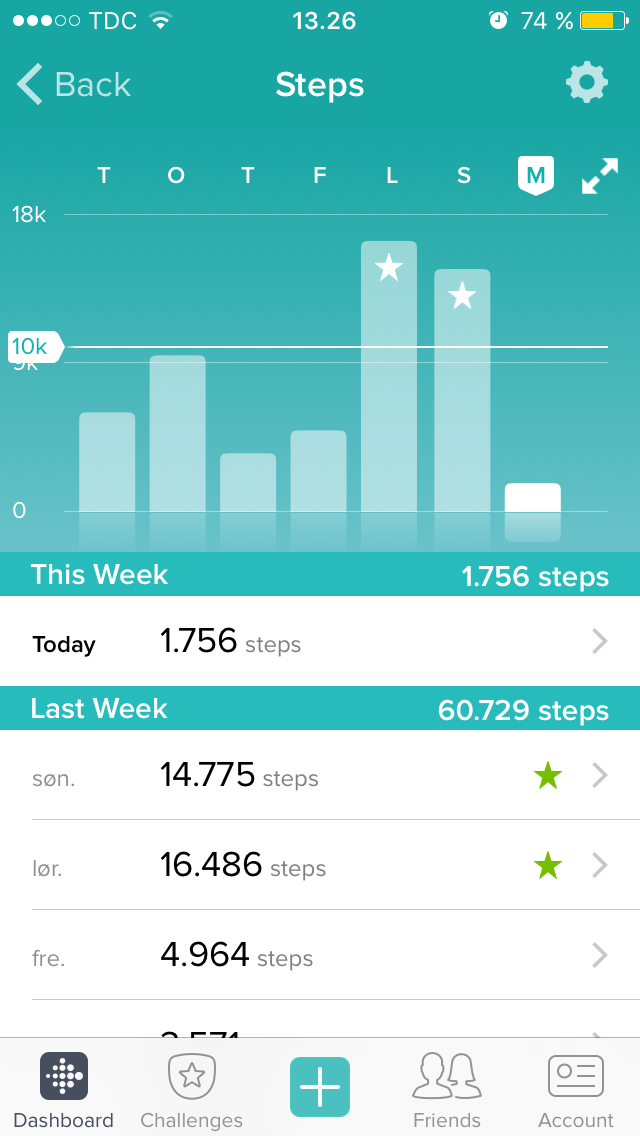 TDC 13.26 74 %
Back Steps
T O T F L S M
18k
10k
9k
0
This Week 1.756 steps
Today 1.756 steps
Last Week 60.729 steps
søn. 14.775 steps
lør. 16.486 steps
fre. 4.964 steps
Dashboard Challenges Friends Account